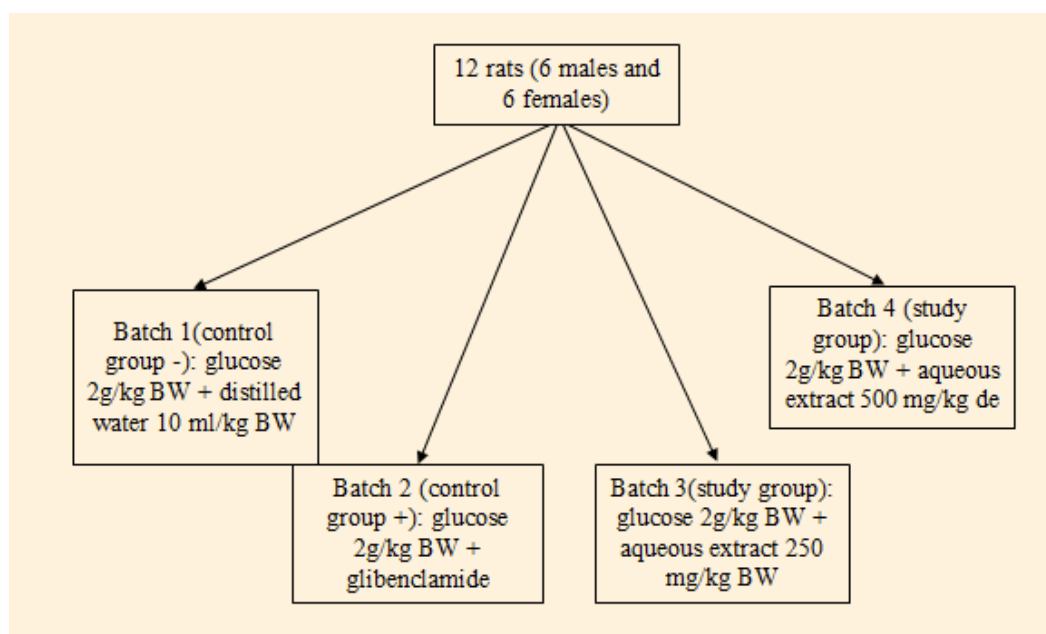 12 rats (6 males and
6 females)
Batch 1(control
group -): glucose
2g/kg BW + distilled
water 10 ml/kg BW
Batch 2 (control
group +): glucose
2g/kg BW +
glibenclamide
Batch 3(study group):
glucose 2g/kg BW +
aqueous extract 250
mg/kg BW
Batch 4 (study
group): glucose
2g/kg BW + aqueous
extract 500 mg/kg de